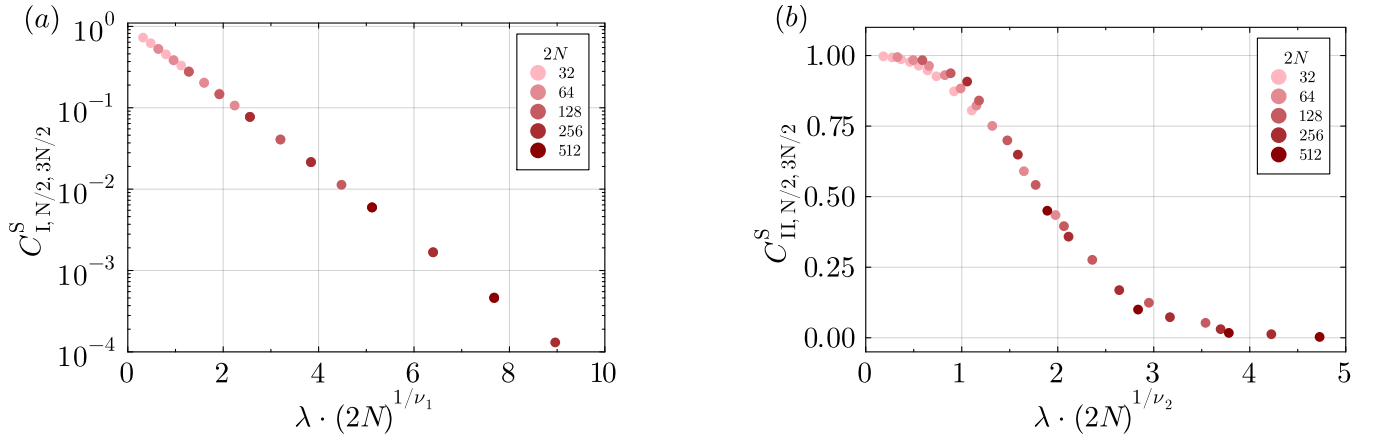 (a)
10^0
10^{-1}
10^{-2}
10^{-3}
10^{-4}
C^S_{I, N/2, 3N/2}
2N
32
64
128
256
512
0 2 4 6 8 10
λ · (2N)^{1/ν_1}
(b)
1.00
0.75
0.50
0.25
0.00
C^S_{II, N/2, 3N/2}
2N
32
64
128
256
512
0 1 2 3 4 5
λ · (2N)^{1/ν_2}